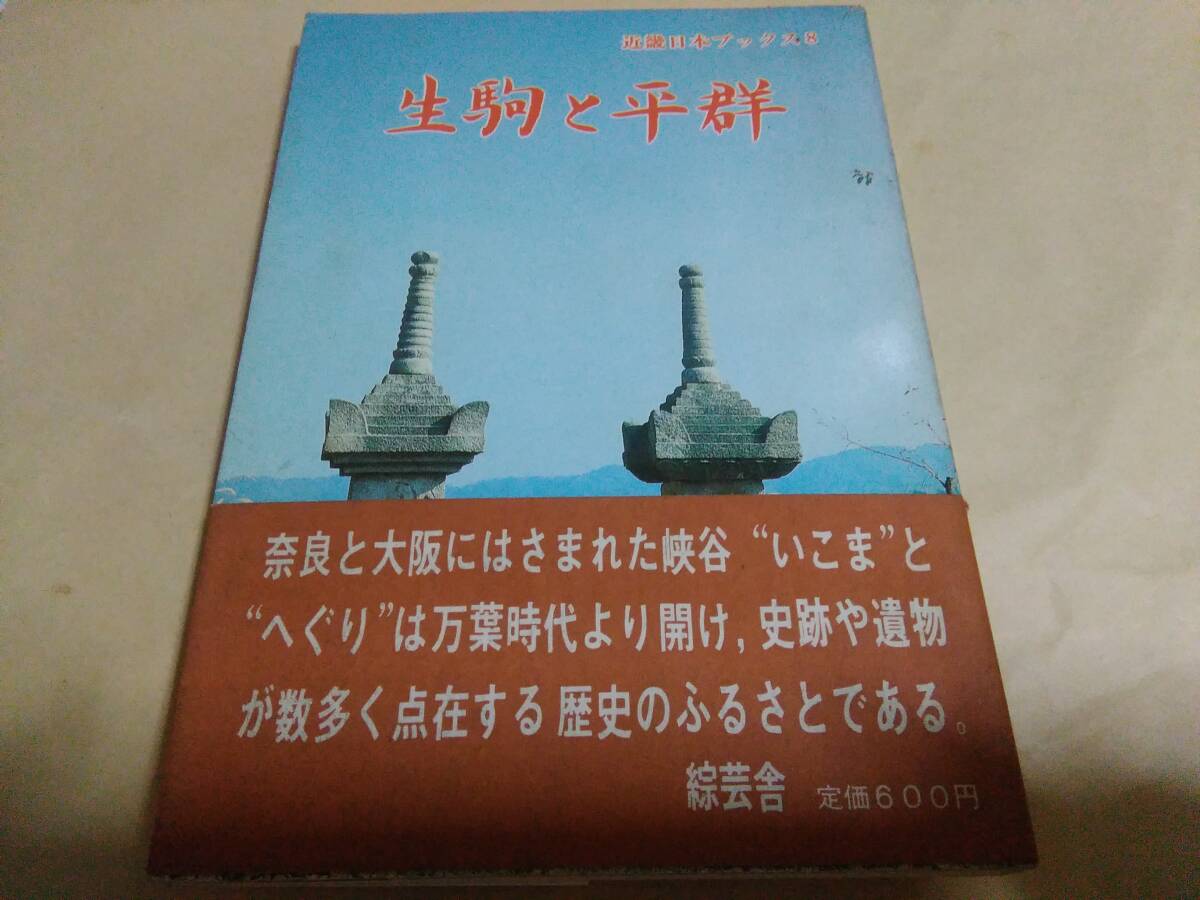 近畿日本ブックス8
生駒と平群
奈良と大阪にはさまれた峡谷“いこま”と
“へぐり”は万葉時代より開け,史跡や遺物
が数多く点在する歴史のふるさとである。
綜芸舎 定価600円